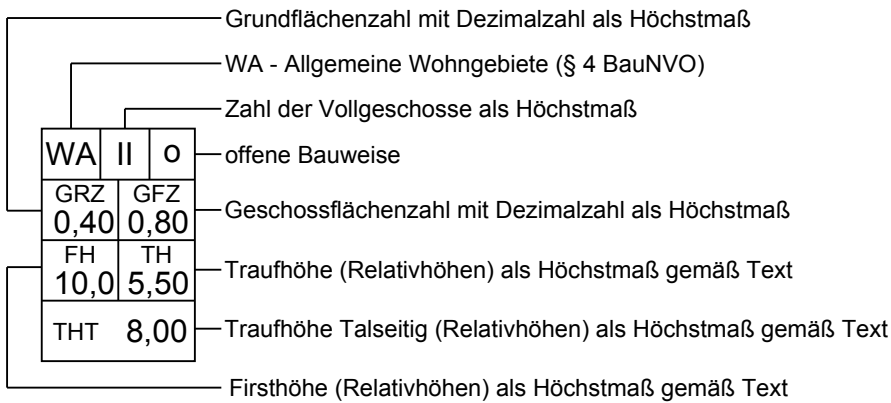 Grundflächenzahl mit Dezimalzahl als Höchstmaß
WA - Allgemeine Wohngebiete (§ 4 BauNVO)
Zahl der Vollgeschosse als Höchstmaß
WA II o
offene Bauweise
GRZ GFZ
0,40 0,80
Geschossflächenzahl mit Dezimalzahl als Höchstmaß
FH TH
10,0 5,50
Traufhöhe (Relativhöhen) als Höchstmaß gemäß Text
THT 8,00
Traufhöhe Talseitig (Relativhöhen) als Höchstmaß gemäß Text
Firsthöhe (Relativhöhen) als Höchstmaß gemäß Text